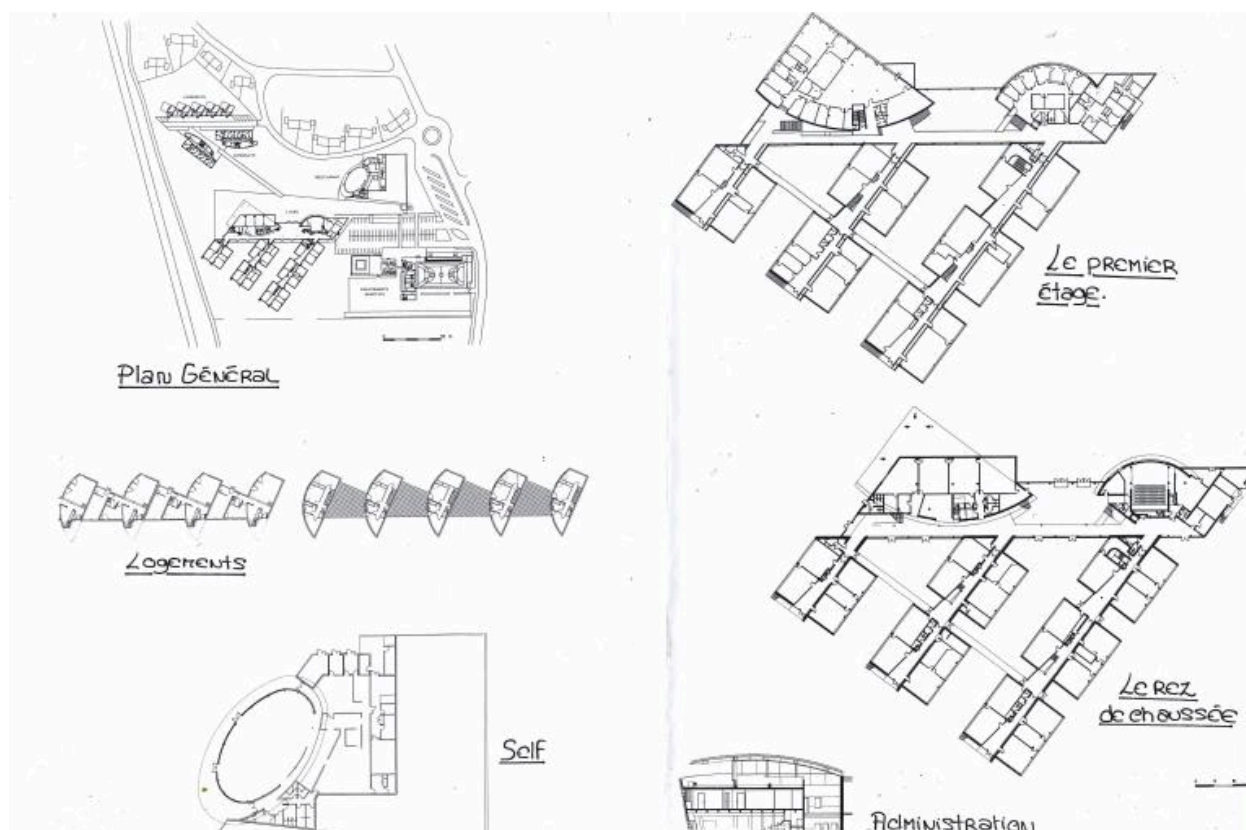 Plan Général
Logements
Self
Le premier
étage.
Le rez
de chaussée
Administration